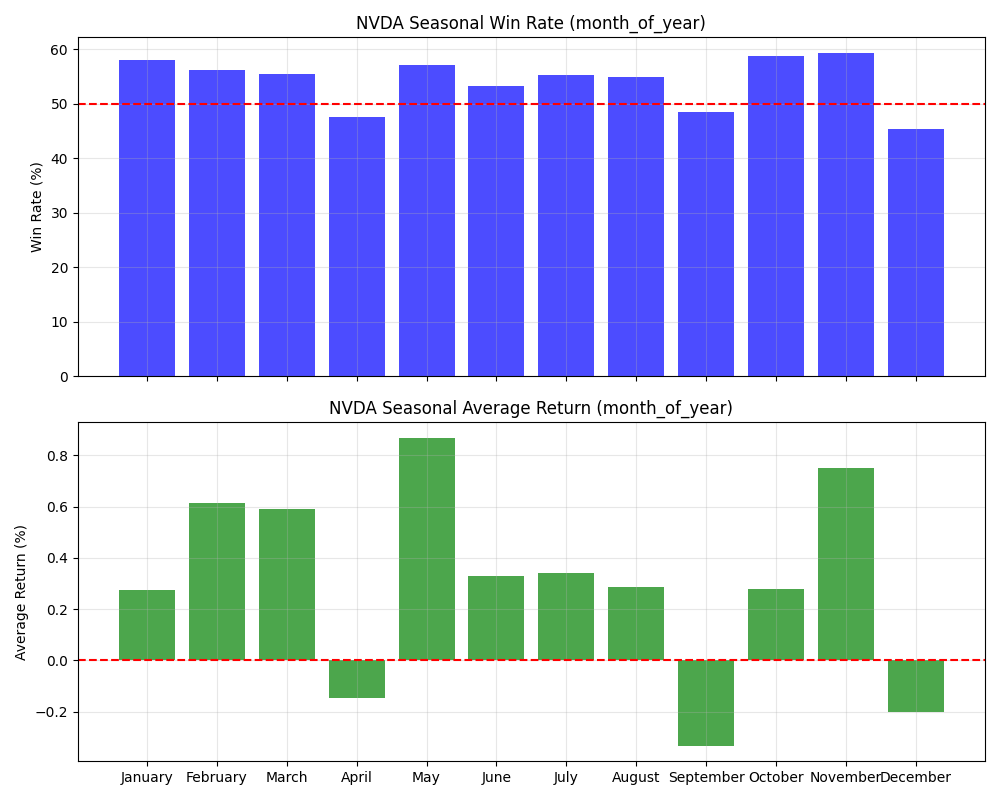 NVDA Seasonal Win Rate (month_of_year)
60
50
40
30
20
10
0
Win Rate (%)
NVDA Seasonal Average Return (month_of_year)
0.8
0.6
0.4
0.2
0.0
−0.2
Average Return (%)
January February March April May June July August September October November December